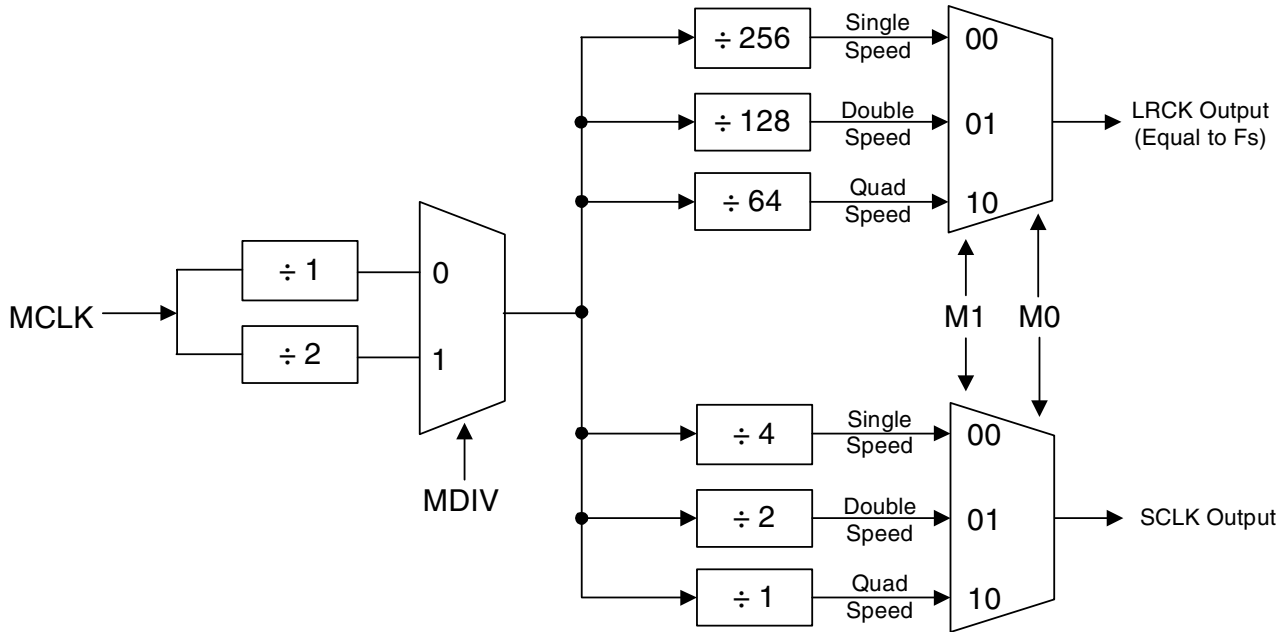 MCLK
÷ 1
÷ 2
0
1
MDIV
÷ 256
Single
Speed
00
÷ 128
Double
Speed
01
÷ 64
Quad
Speed
10
LRCK Output
(Equal to Fs)
M1
M0
÷ 4
Single
Speed
00
÷ 2
Double
Speed
01
÷ 1
Quad
Speed
10
SCLK Output